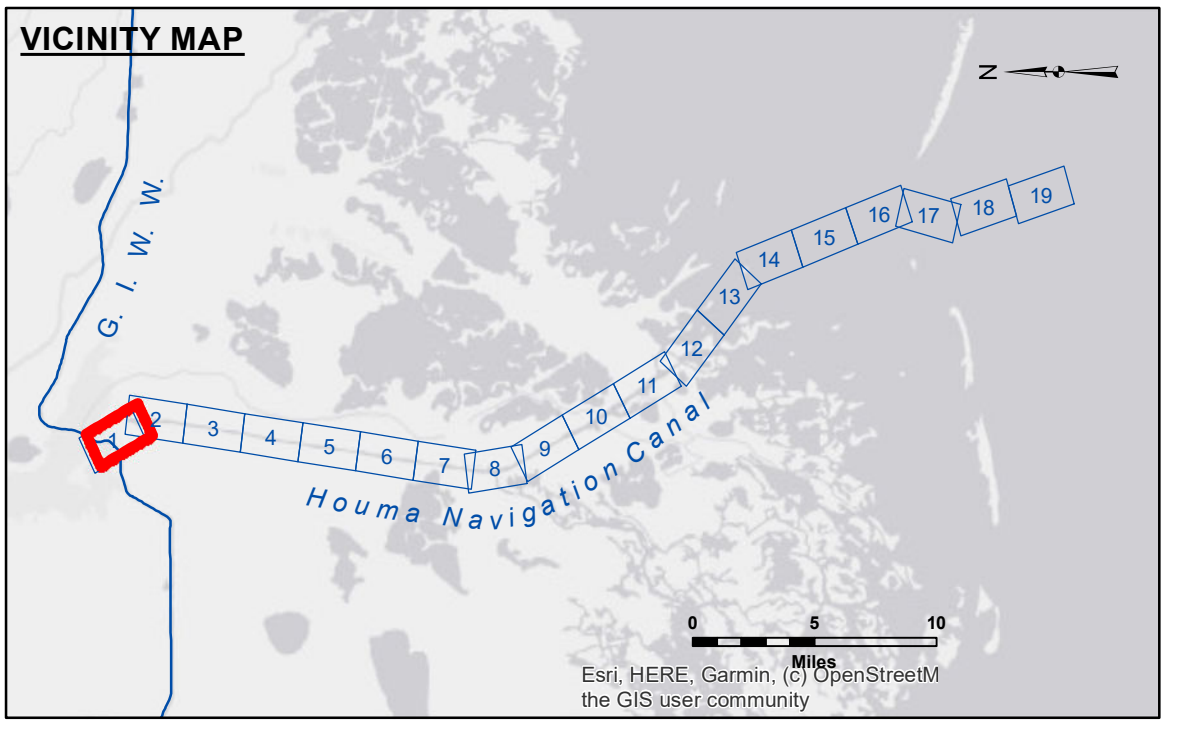 VICINITY MAP
N
G. I. W. W.
1
2
3
4
5
6
7
8
9
10
11
12
13
14
15
16
17
18
19
Houma Navigation Canal
0 5 10
Miles
Esri, HERE, Garmin, (c) OpenStreetM
the GIS user community